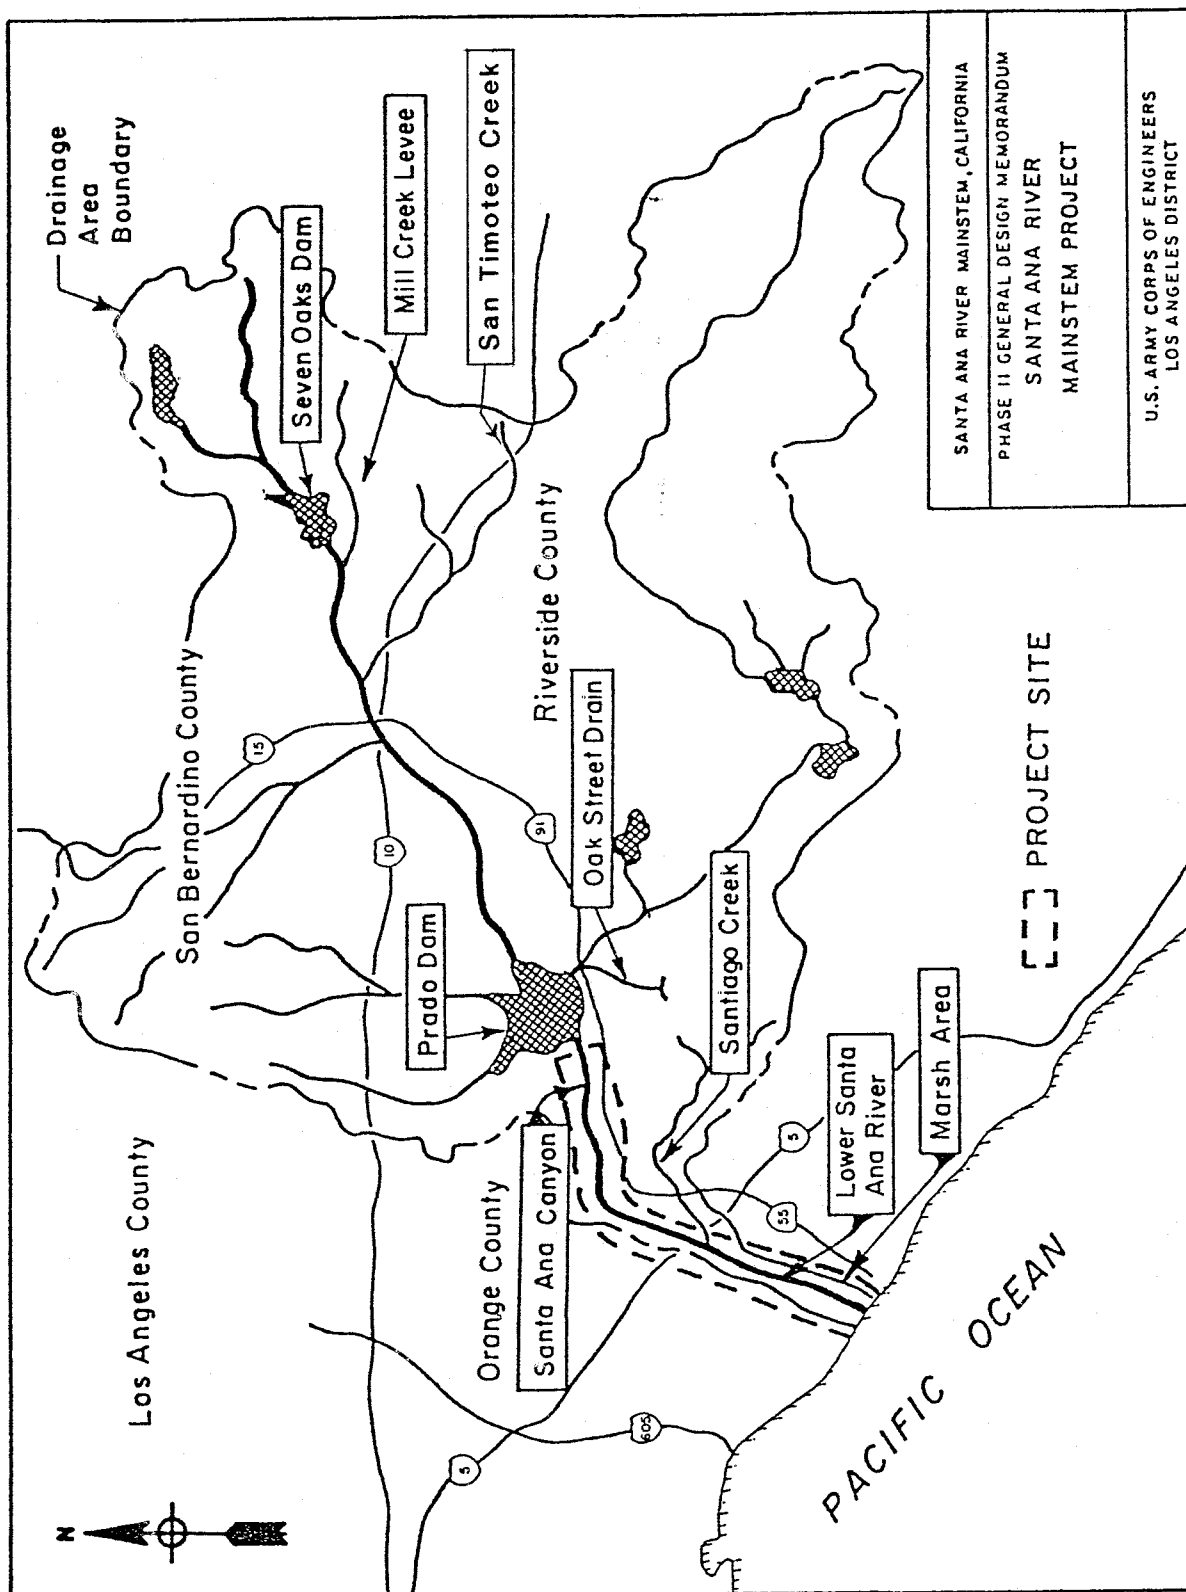 N
Los Angeles County
San Bernardino County
Drainage
Area
Boundary
Seven Oaks Dam
Mill Creek Levee
San Timoteo Creek
15
10
Prado Dam
Riverside County
91
Oak Street Drain
Orange County
Santa Ana Canyon
Santiago Creek
5
605
55
5
Lower Santa
Ana River
Marsh Area
PACIFIC OCEAN
PROJECT SITE
SANTA ANA RIVER MAINSTEM, CALIFORNIA
PHASE II GENERAL DESIGN MEMORANDUM
SANTA ANA RIVER
MAINSTEM PROJECT
U.S. ARMY CORPS OF ENGINEERS
LOS ANGELES DISTRICT